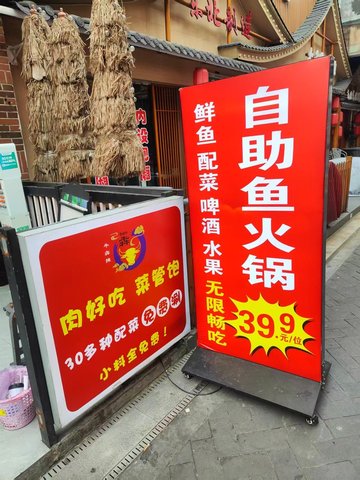 自助鱼火锅
鲜鱼 配菜 啤酒 水果
无限畅吃
39.9
元/位
肉好吃 菜管饱
30多种配菜免费涮
小料全免费！